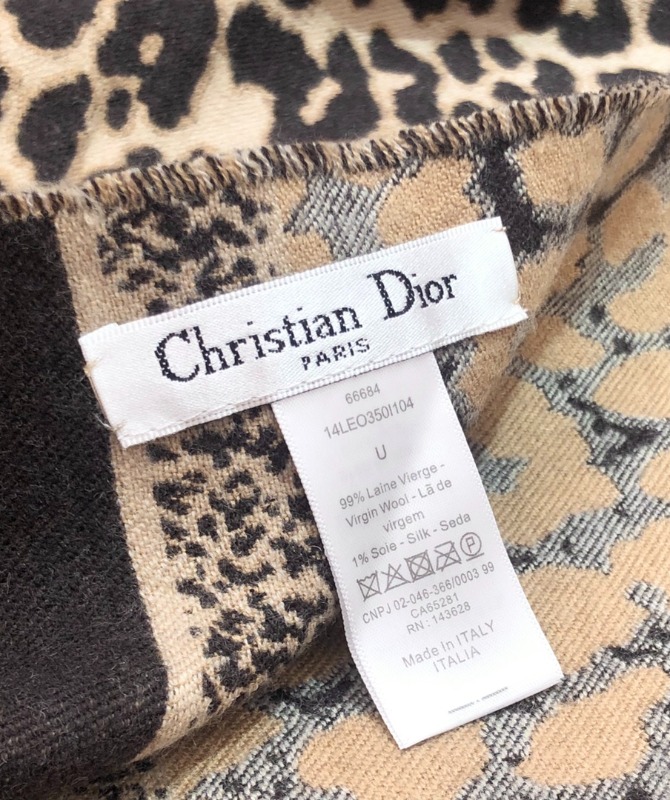 Christian Dior
PARIS
66684
14LEO350I104
U
99% Laine Vierge -
Virgin Wool - Lã de
virgem
1% Soie - Silk - Seda
P
CNPJ 02-046-366/0003 99
CA65281
RN: 143628
Made in ITALY
ITALIA